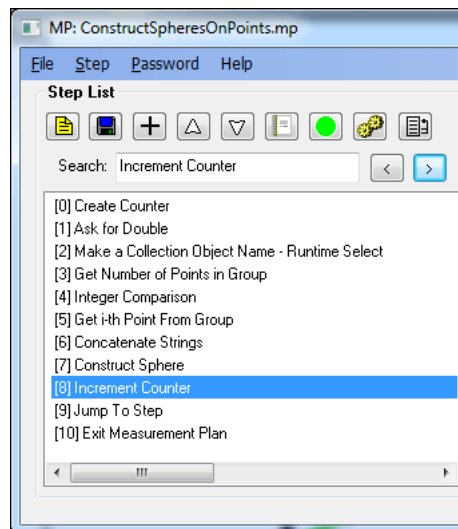 MP: ConstructSpheresOnPoints.mp
File Step Password Help
Step List
Search: Increment Counter < >
[0] Create Counter
[1] Ask for Double
[2] Make a Collection Object Name - Runtime Select
[3] Get Number of Points in Group
[4] Integer Comparison
[5] Get i-th Point From Group
[6] Concatenate Strings
[7] Construct Sphere
[8] Increment Counter
[9] Jump To Step
[10] Exit Measurement Plan